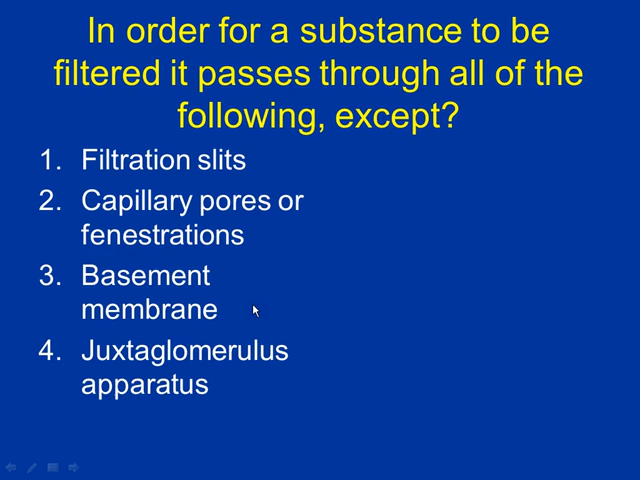 In order for a substance to be
filtered it passes through all of the
following, except?
1. Filtration slits
2. Capillary pores or
fenestrations
3. Basement
membrane
4. Juxtaglomerulus
apparatus